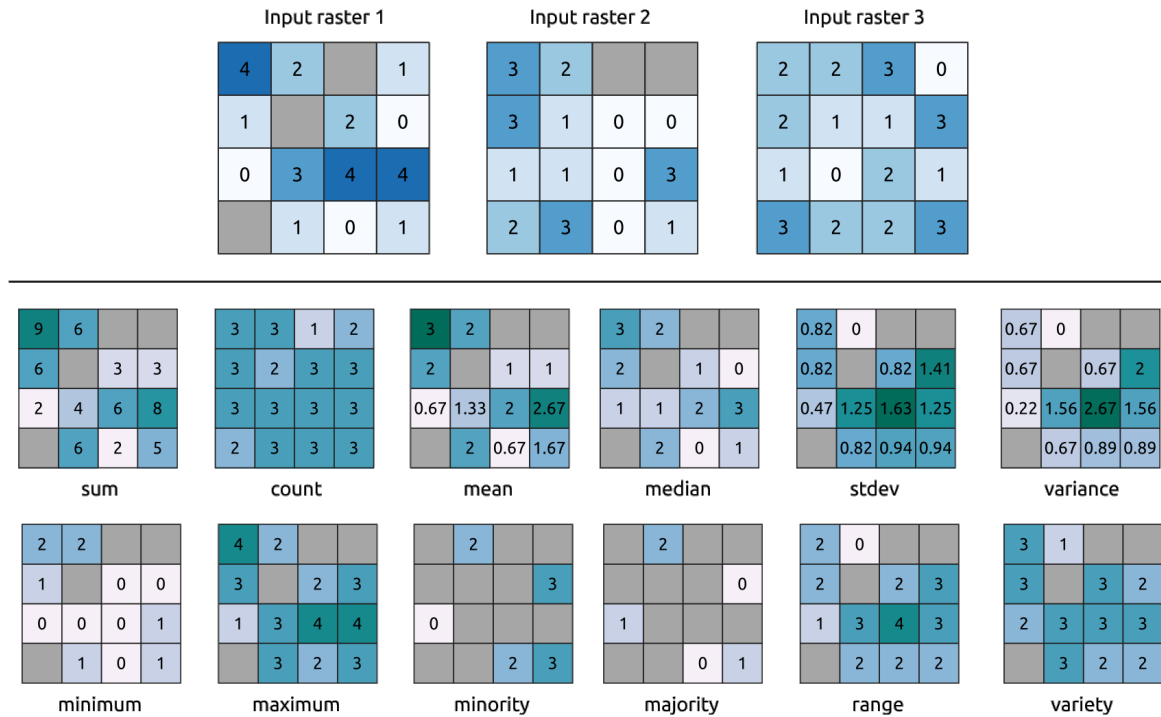 Input raster 1 Input raster 2 Input raster 3
4 2 1 3 2 2 2 3 0
1 2 0 3 1 0 0 2 1 1 3
0 3 4 4 1 1 0 3 1 0 2 1
1 0 1 2 3 0 1 3 2 2 3
9 6 3 3 1 2 3 2 3 2 0.82 0 0.67 0
6 3 3 3 2 3 3 2 1 1 2 1 0 0.82 0.82 1.41 0.67 0.67 2
2 4 6 8 3 3 3 3 0.67 1.33 2 2.67 1 1 2 3 0.47 1.25 1.63 1.25 0.22 1.56 2.67 1.56
6 2 5 2 3 3 3 2 0.67 1.67 2 0 1 0.82 0.94 0.94 0.67 0.89 0.89
sum count mean median stdev variance
2 2 4 2 2 2 2 0 3 1
1 0 0 3 2 3 3 0 2 2 3 3 3 2
0 0 0 1 1 3 4 4 0 1 1 3 4 3 2 3 3 3
1 0 1 3 2 3 2 3 0 1 2 2 2 3 2 2
minimum maximum minority majority range variety